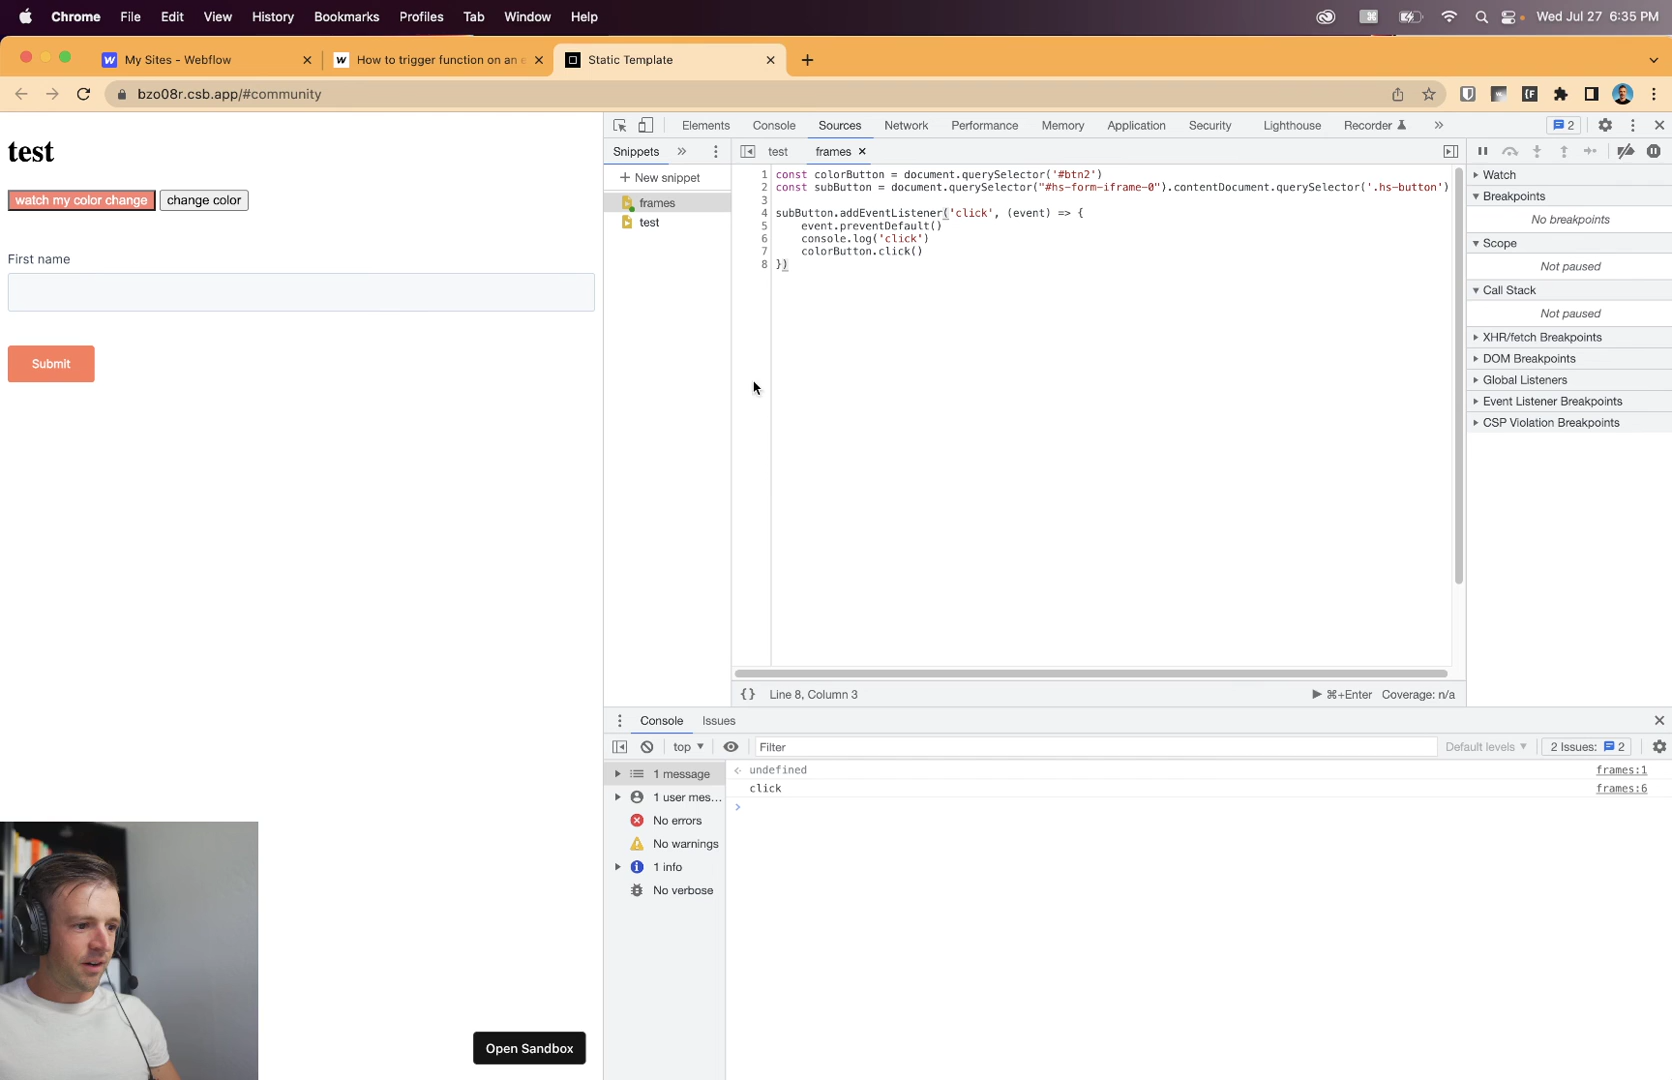 Chrome File Edit View History Bookmarks Profiles Tab Window Help Wed Jul 27 6:35 PM
My Sites - Webflow How to trigger function on an e Static Template
bzo08r.csb.app/#community
test
watch my color change change color
First name
Submit
Open Sandbox
Elements Console Sources Network Performance Memory Application Security Lighthouse Recorder 2
Snippets test frames
+ New snippet
frames
test
1 const colorButton = document.querySelector('#btn2')
2 const subButton = document.querySelector("#hs-form-iframe-0").contentDocument.querySelector('.hs-button')
3
4 subButton.addEventListener('click', (event) => {
5 event.preventDefault()
6 console.log('click')
7 colorButton.click()
8 })
{} Line 8, Column 3 ⌘+Enter Coverage: n/a
Watch
Breakpoints
No breakpoints
Scope
Not paused
Call Stack
Not paused
XHR/fetch Breakpoints
DOM Breakpoints
Global Listeners
Event Listener Breakpoints
CSP Violation Breakpoints
Console Issues
top Filter Default levels 2 Issues: 2
1 message
1 user mes...
No errors
No warnings
1 info
No verbose
undefined frames:1
click frames:6